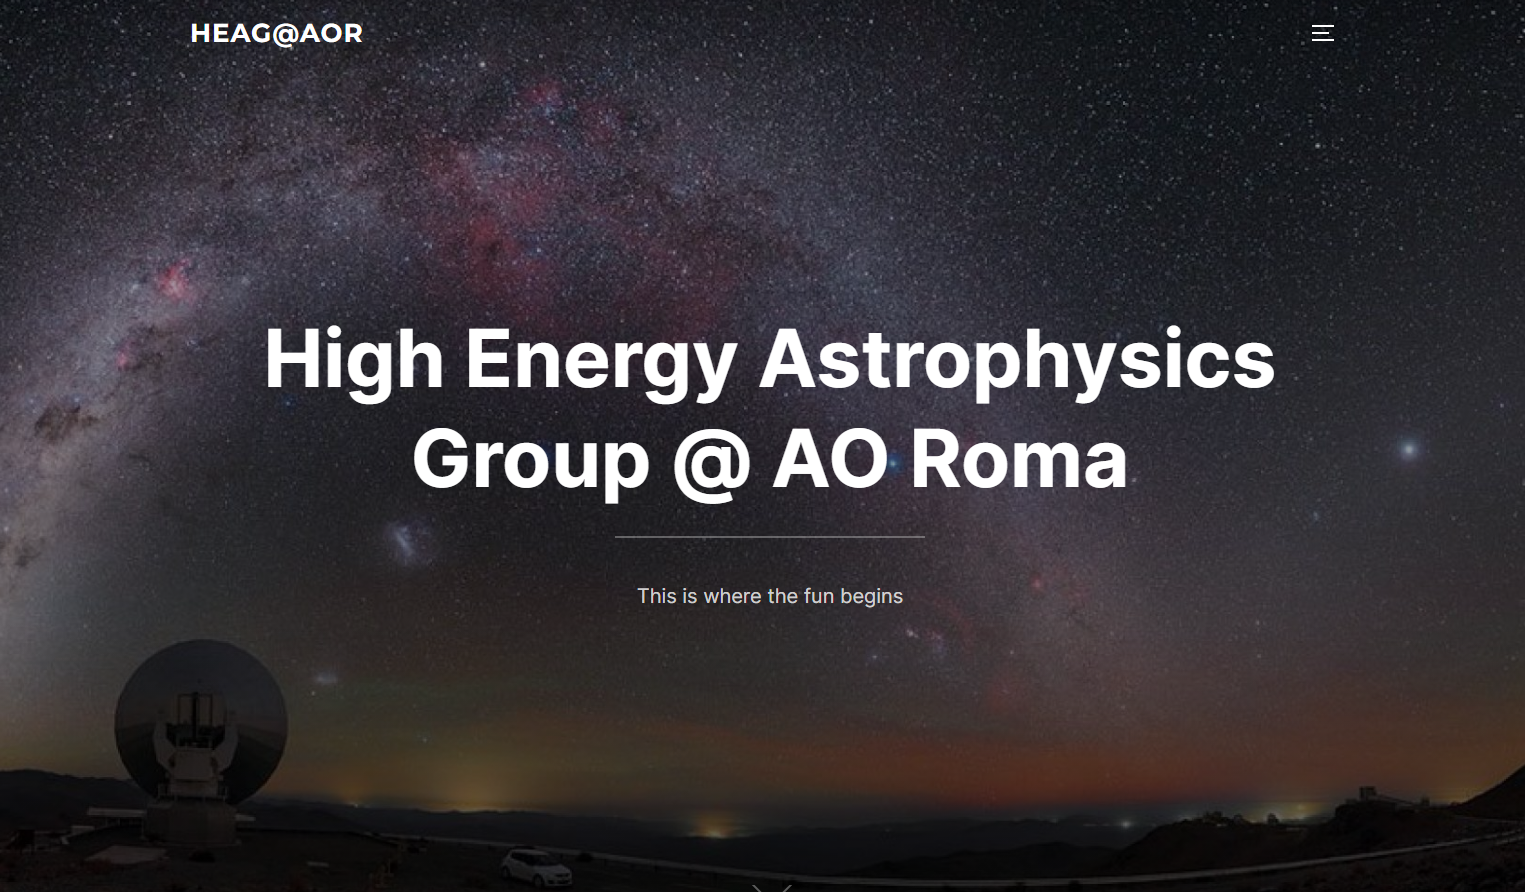 HEAG@AOR
High Energy Astrophysics
Group @ AO Roma
This is where the fun begins